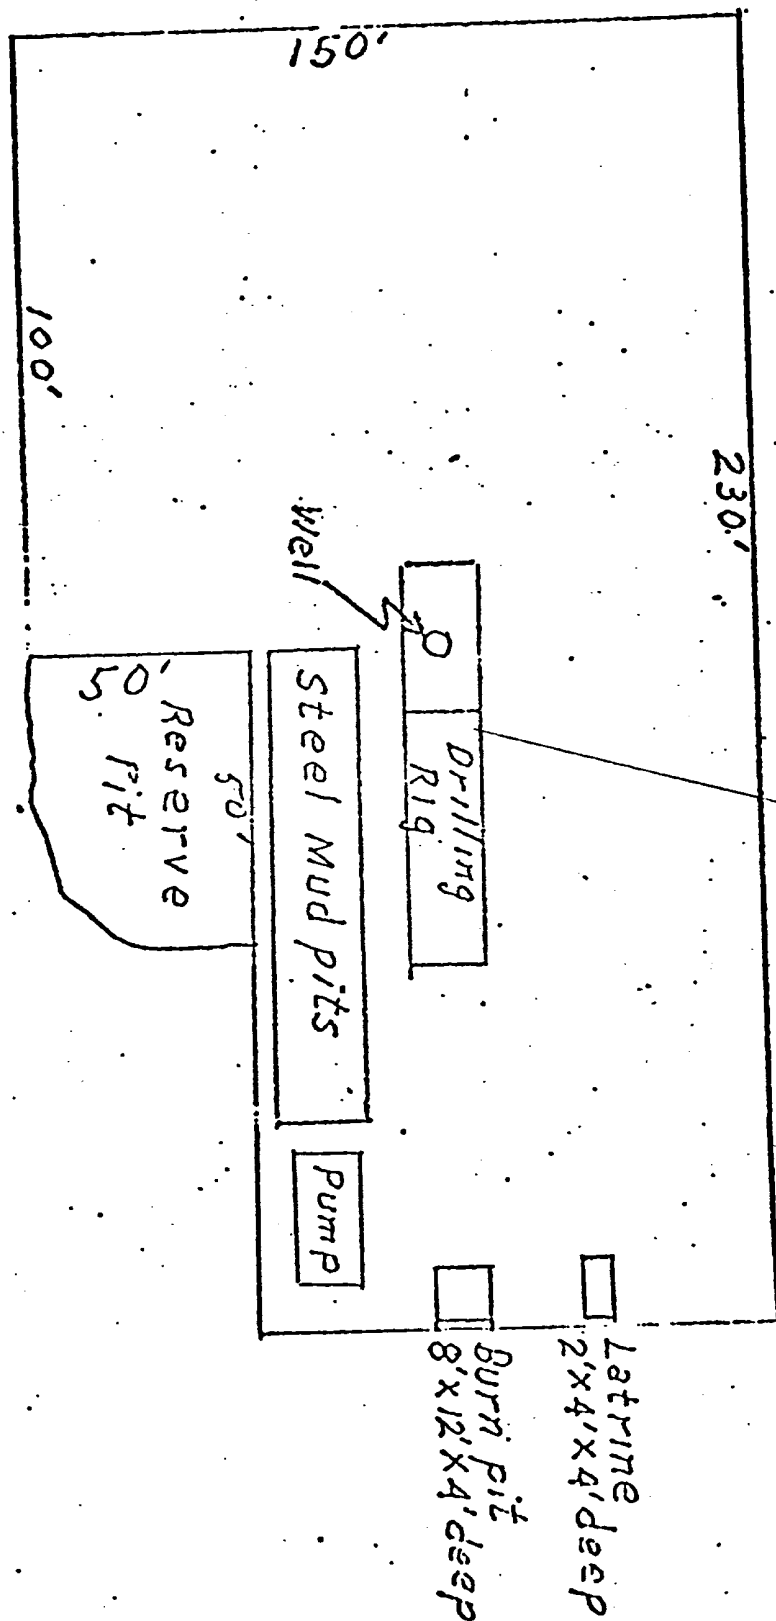 150'
230'
100'
Well
Drilling
Rig
Steel Mud pits
50'
50'
Reserve
Pit
Pump
Latrine
2'x4'x4' deep
Burn pit
8'x12'x4' deep